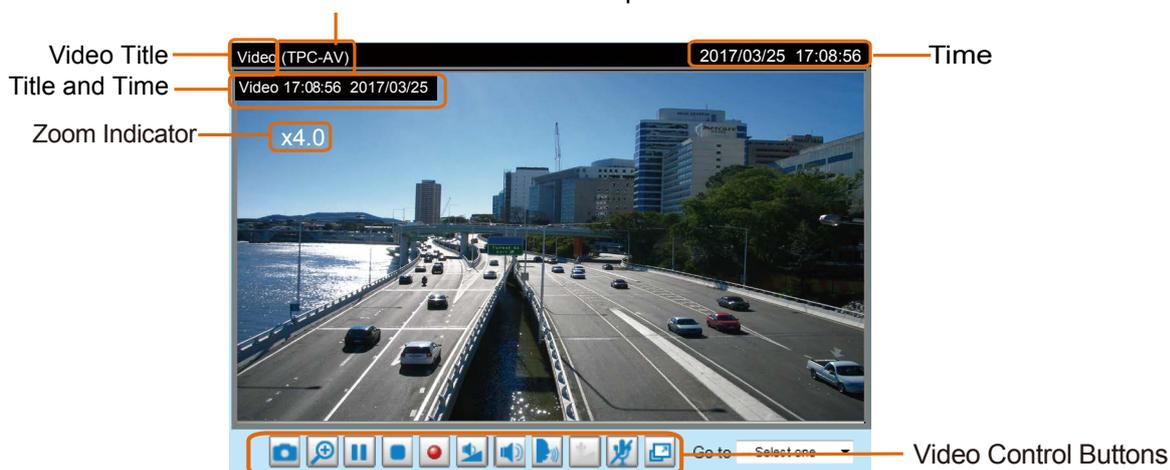 Video Title
Video (TPC-AV)
2017/03/25 17:08:56
Time
Title and Time
Video 17:08:56 2017/03/25
Zoom Indicator
x4.0
Go to
Select one
Video Control Buttons